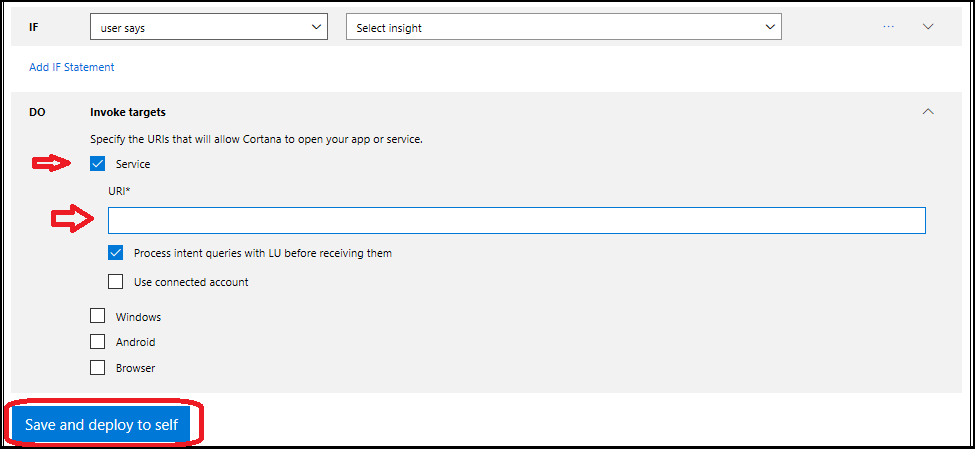 IF user says Select insight ...
Add IF Statement
DO Invoke targets
Specify the URIs that will allow Cortana to open your app or service.
Service
URI*
Process intent queries with LU before receiving them
Use connected account
Windows
Android
Browser
Save and deploy to self